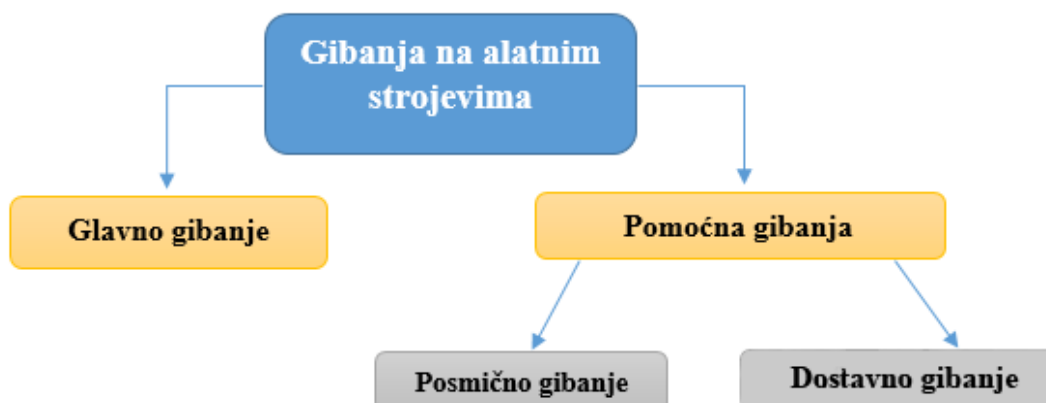 Gibanja na alatnim
strojevima
Glavno gibanje
Pomoćna gibanja
Posmično gibanje
Dostavno gibanje